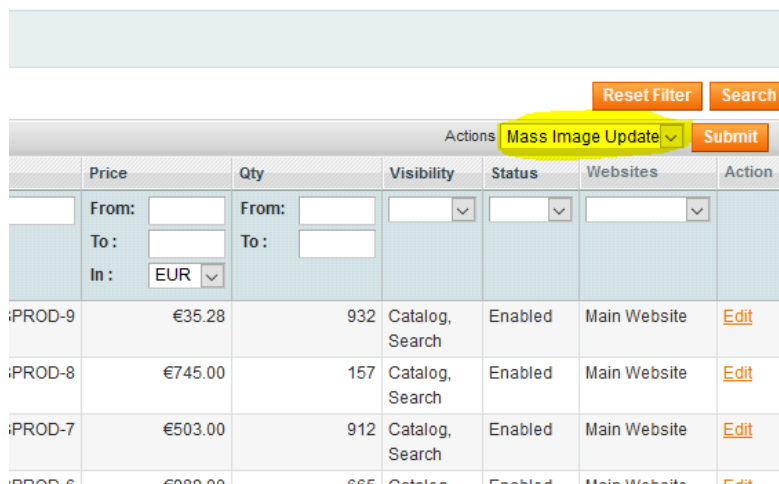 Reset Filter Search
Actions Mass Image Update Submit
Price Qty Visibility Status Websites Action
From: From:
To : To :
In : EUR
PROD-9 €35.28 932 Catalog, Search Enabled Main Website Edit
PROD-8 €745.00 157 Catalog, Search Enabled Main Website Edit
PROD-7 €503.00 912 Catalog, Search Enabled Main Website Edit